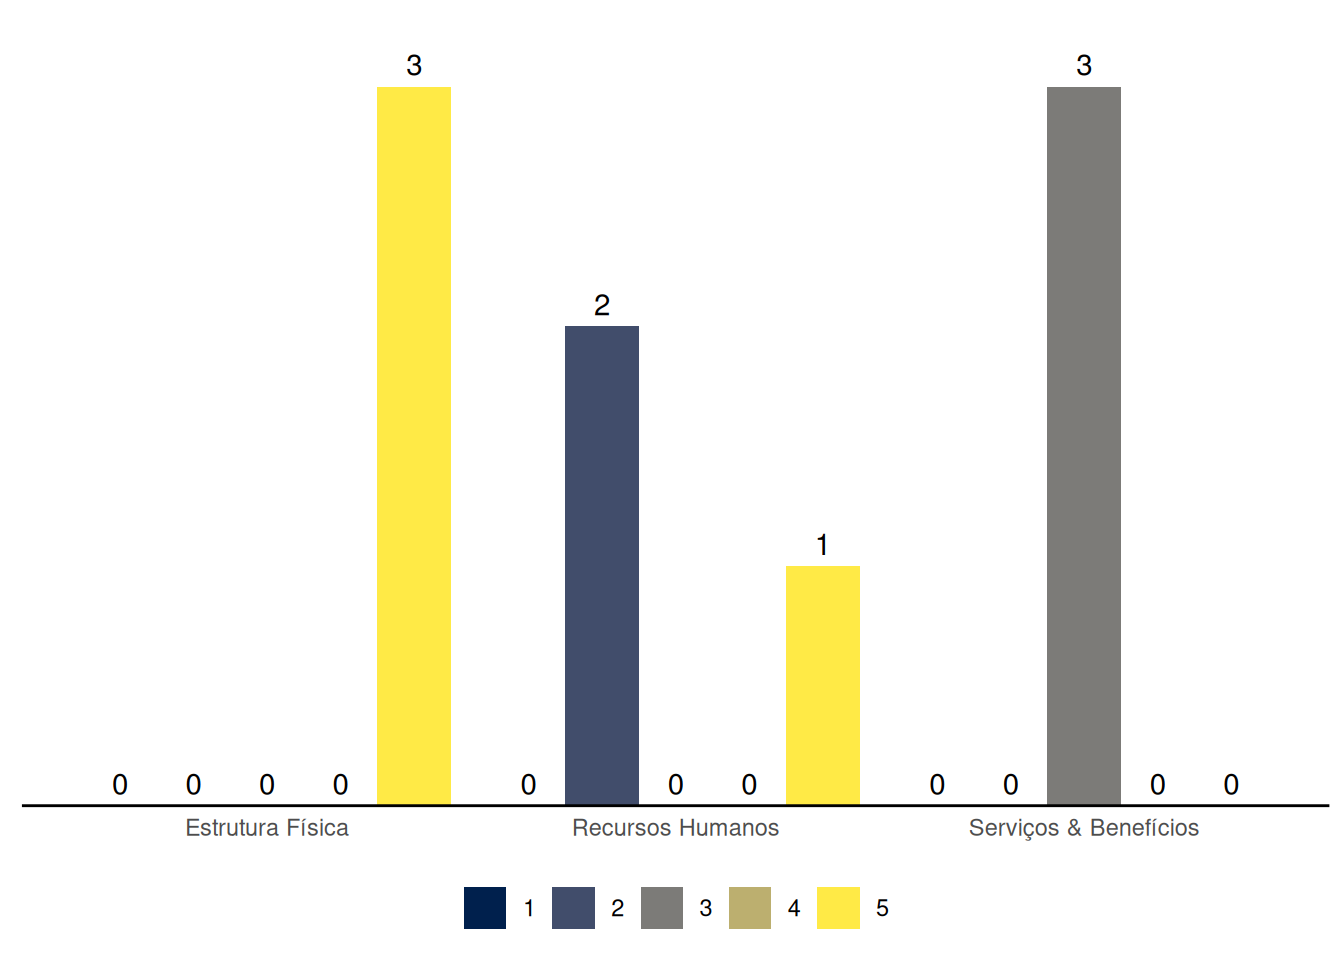 3 3
2
1
0 0 0 0 0 0 0 0 0 0 0
Estrutura Física Recursos Humanos Serviços & Benefícios
1 2 3 4 5